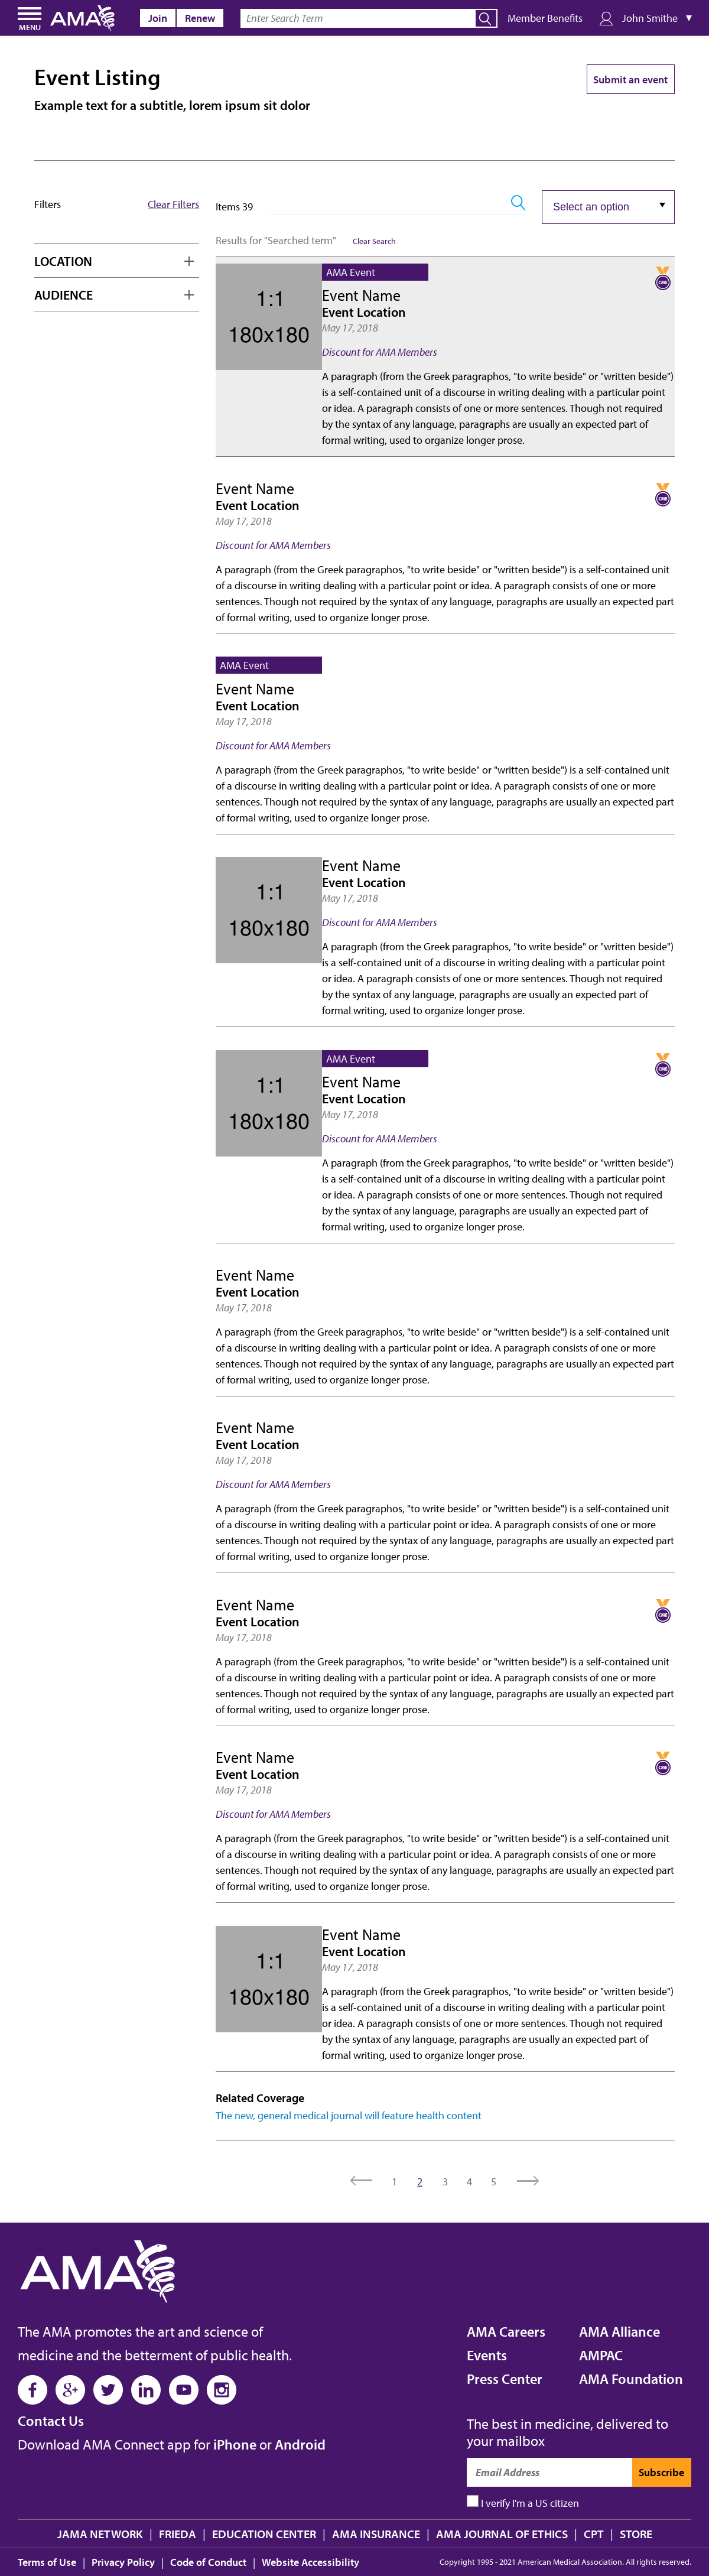 MENU
AMA
Join
Renew
Enter Search Term
Member Benefits
John Smithe
Event Listing
Submit an event
Example text for a subtitle, lorem ipsum sit dolor
Filters
Clear Filters
LOCATION
AUDIENCE
Items 39
Select an option
Results for "Searched term"
Clear Search
1:1
180x180
AMA Event
CME
Event Name
Event Location
May 17, 2018
Discount for AMA Members
A paragraph (from the Greek paragraphos, "to write beside" or "written beside")
is a self-contained unit of a discourse in writing dealing with a particular point
or idea. A paragraph consists of one or more sentences. Though not required
by the syntax of any language, paragraphs are usually an expected part of
formal writing, used to organize longer prose.
Event Name
CME
Event Location
May 17, 2018
Discount for AMA Members
A paragraph (from the Greek paragraphos, "to write beside" or "written beside") is a self-contained unit
of a discourse in writing dealing with a particular point or idea. A paragraph consists of one or more
sentences. Though not required by the syntax of any language, paragraphs are usually an expected part
of formal writing, used to organize longer prose.
AMA Event
Event Name
Event Location
May 17, 2018
Discount for AMA Members
A paragraph (from the Greek paragraphos, "to write beside" or "written beside") is a self-contained unit
of a discourse in writing dealing with a particular point or idea. A paragraph consists of one or more
sentences. Though not required by the syntax of any language, paragraphs are usually an expected part
of formal writing, used to organize longer prose.
1:1
180x180
Event Name
Event Location
May 17, 2018
Discount for AMA Members
A paragraph (from the Greek paragraphos, "to write beside" or "written beside")
is a self-contained unit of a discourse in writing dealing with a particular point
or idea. A paragraph consists of one or more sentences. Though not required
by the syntax of any language, paragraphs are usually an expected part of
formal writing, used to organize longer prose.
1:1
180x180
AMA Event
CME
Event Name
Event Location
May 17, 2018
Discount for AMA Members
A paragraph (from the Greek paragraphos, "to write beside" or "written beside")
is a self-contained unit of a discourse in writing dealing with a particular point
or idea. A paragraph consists of one or more sentences. Though not required
by the syntax of any language, paragraphs are usually an expected part of
formal writing, used to organize longer prose.
Event Name
Event Location
May 17, 2018
A paragraph (from the Greek paragraphos, "to write beside" or "written beside") is a self-contained unit
of a discourse in writing dealing with a particular point or idea. A paragraph consists of one or more
sentences. Though not required by the syntax of any language, paragraphs are usually an expected part
of formal writing, used to organize longer prose.
Event Name
Event Location
May 17, 2018
Discount for AMA Members
A paragraph (from the Greek paragraphos, "to write beside" or "written beside") is a self-contained unit
of a discourse in writing dealing with a particular point or idea. A paragraph consists of one or more
sentences. Though not required by the syntax of any language, paragraphs are usually an expected part
of formal writing, used to organize longer prose.
Event Name
CME
Event Location
May 17, 2018
A paragraph (from the Greek paragraphos, "to write beside" or "written beside") is a self-contained unit
of a discourse in writing dealing with a particular point or idea. A paragraph consists of one or more
sentences. Though not required by the syntax of any language, paragraphs are usually an expected part
of formal writing, used to organize longer prose.
Event Name
CME
Event Location
May 17, 2018
Discount for AMA Members
A paragraph (from the Greek paragraphos, "to write beside" or "written beside") is a self-contained unit
of a discourse in writing dealing with a particular point or idea. A paragraph consists of one or more
sentences. Though not required by the syntax of any language, paragraphs are usually an expected part
of formal writing, used to organize longer prose.
1:1
180x180
Event Name
Event Location
May 17, 2018
A paragraph (from the Greek paragraphos, "to write beside" or "written beside")
is a self-contained unit of a discourse in writing dealing with a particular point
or idea. A paragraph consists of one or more sentences. Though not required
by the syntax of any language, paragraphs are usually an expected part of
formal writing, used to organize longer prose.
Related Coverage
The new, general medical journal will feature health content
1 2 3 4 5
AMA
The AMA promotes the art and science of
medicine and the betterment of public health.
Contact Us
Download AMA Connect app for iPhone or Android
AMA Careers
AMA Alliance
Events
AMPAC
Press Center
AMA Foundation
The best in medicine, delivered to
your mailbox
Email Address
Subscribe
I verify I'm a US citizen
JAMA NETWORK | FRIEDA | EDUCATION CENTER | AMA INSURANCE | AMA JOURNAL OF ETHICS | CPT | STORE
Terms of Use | Privacy Policy | Code of Conduct | Website Accessibility
Copyright 1995 - 2021 American Medical Association. All rights reserved.